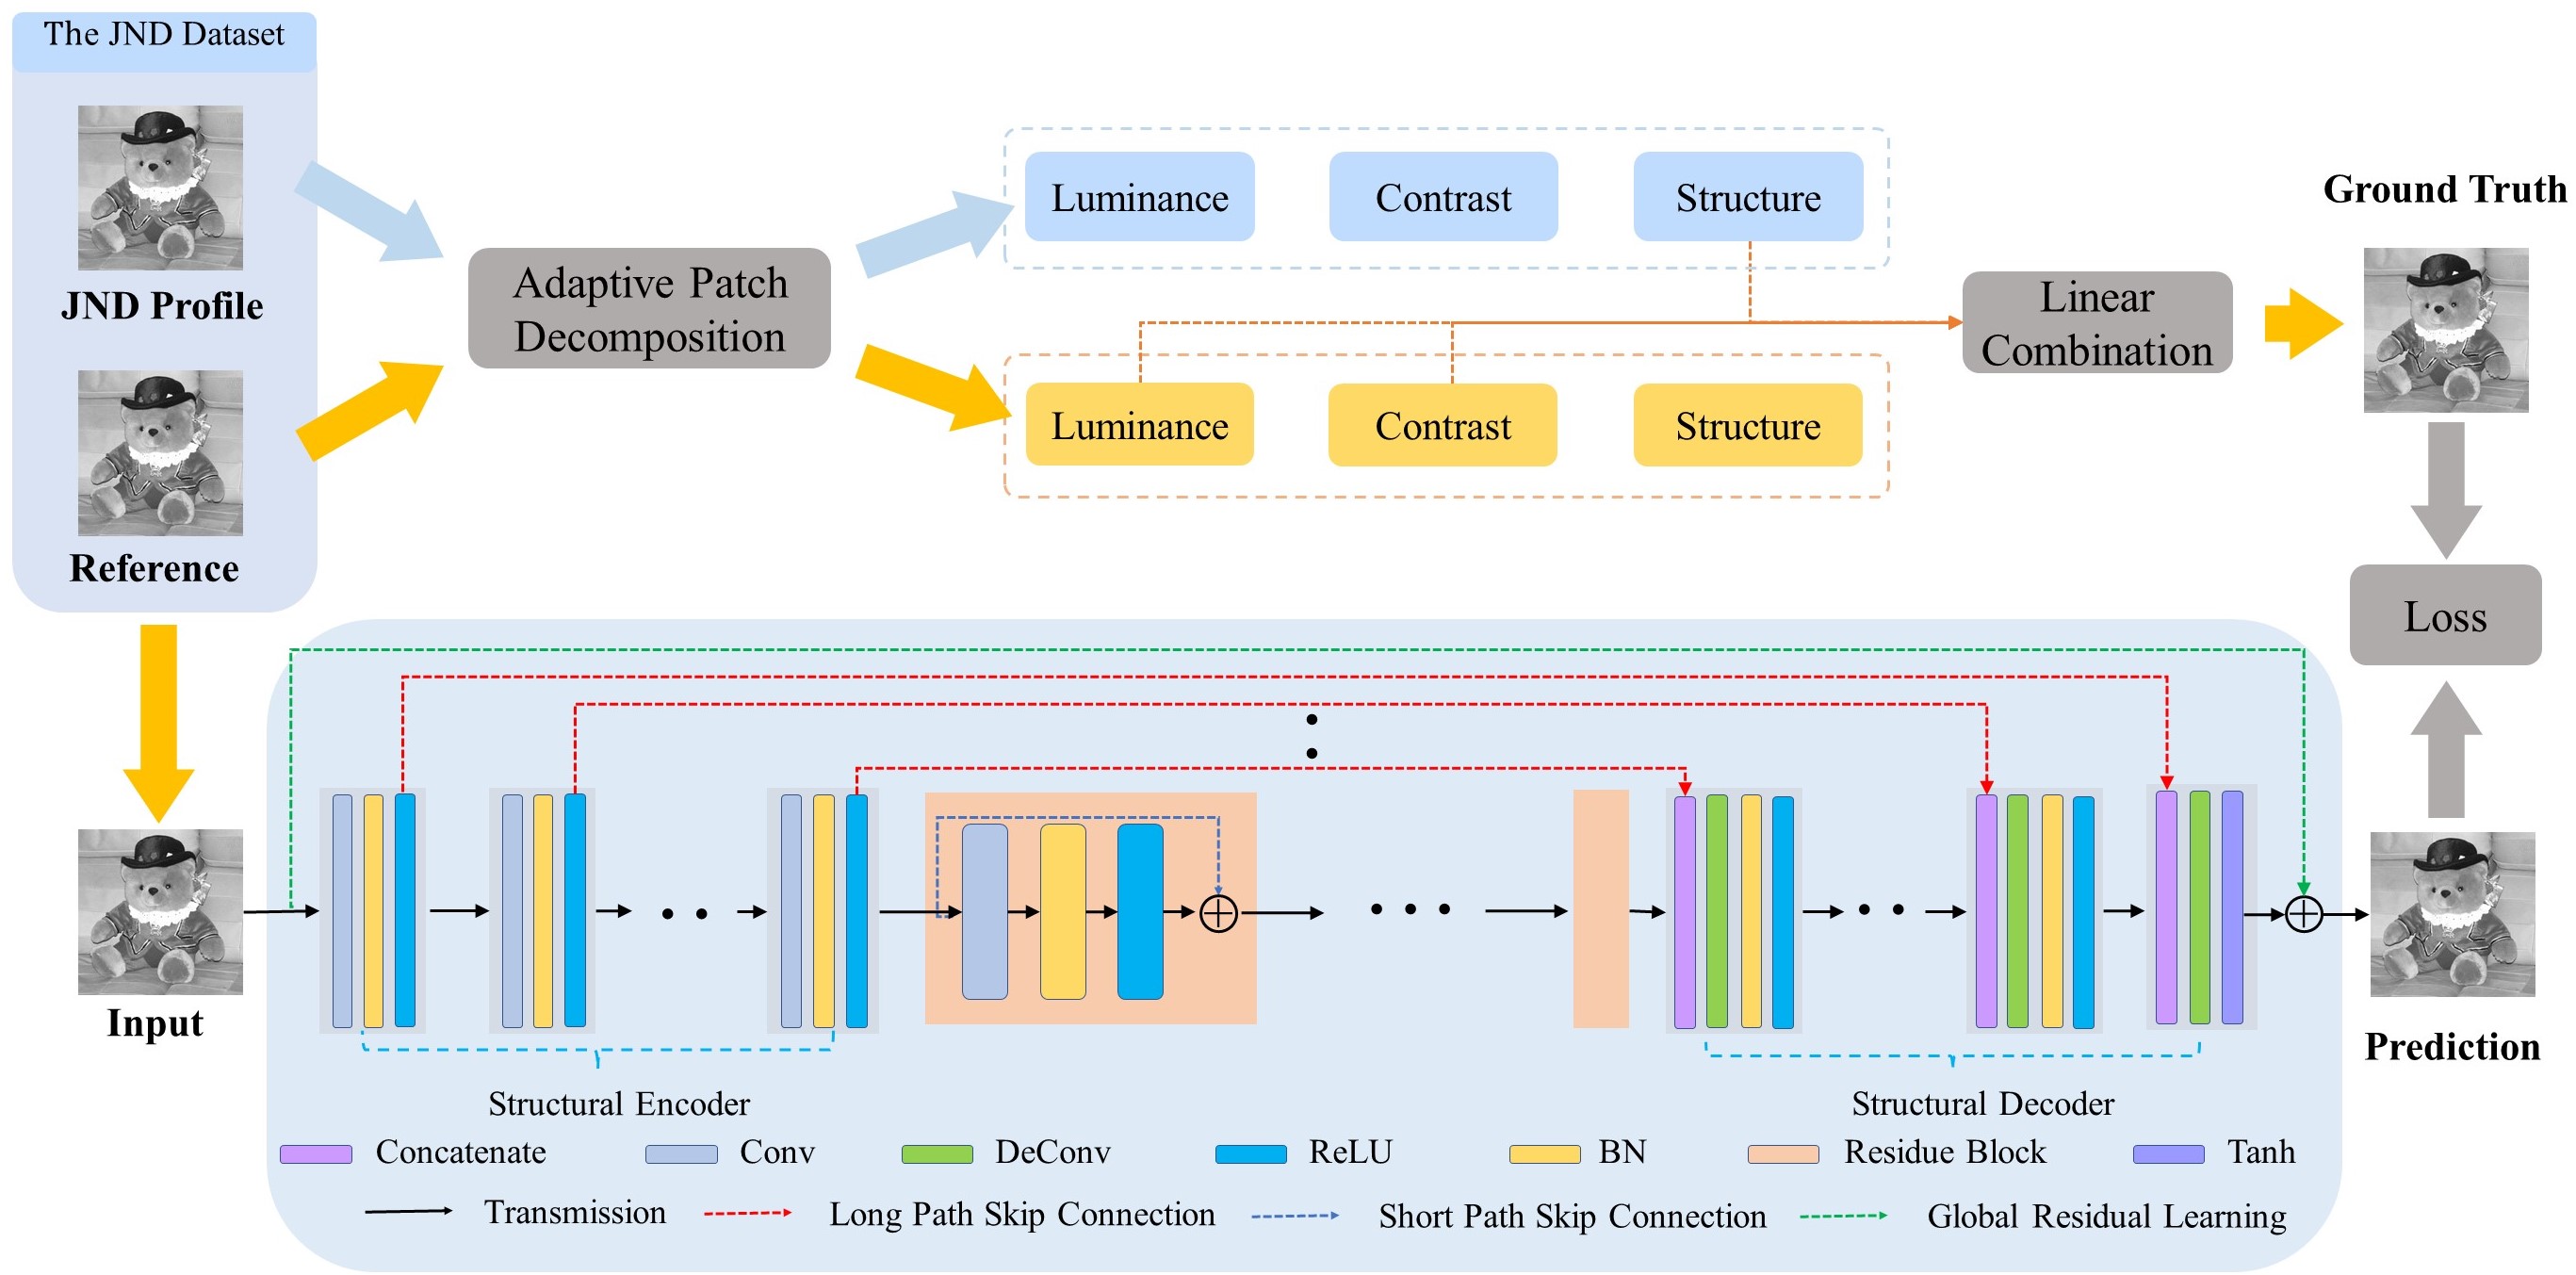 The JND Dataset
JND Profile
Reference
Adaptive Patch
Decomposition
Luminance
Contrast
Structure
Luminance
Contrast
Structure
Linear
Combination
Ground Truth
Loss
Input
Prediction
Structural Encoder
Structural Decoder
Concatenate
Conv
DeConv
ReLU
BN
Residue Block
Tanh
Transmission
Long Path Skip Connection
Short Path Skip Connection
Global Residual Learning